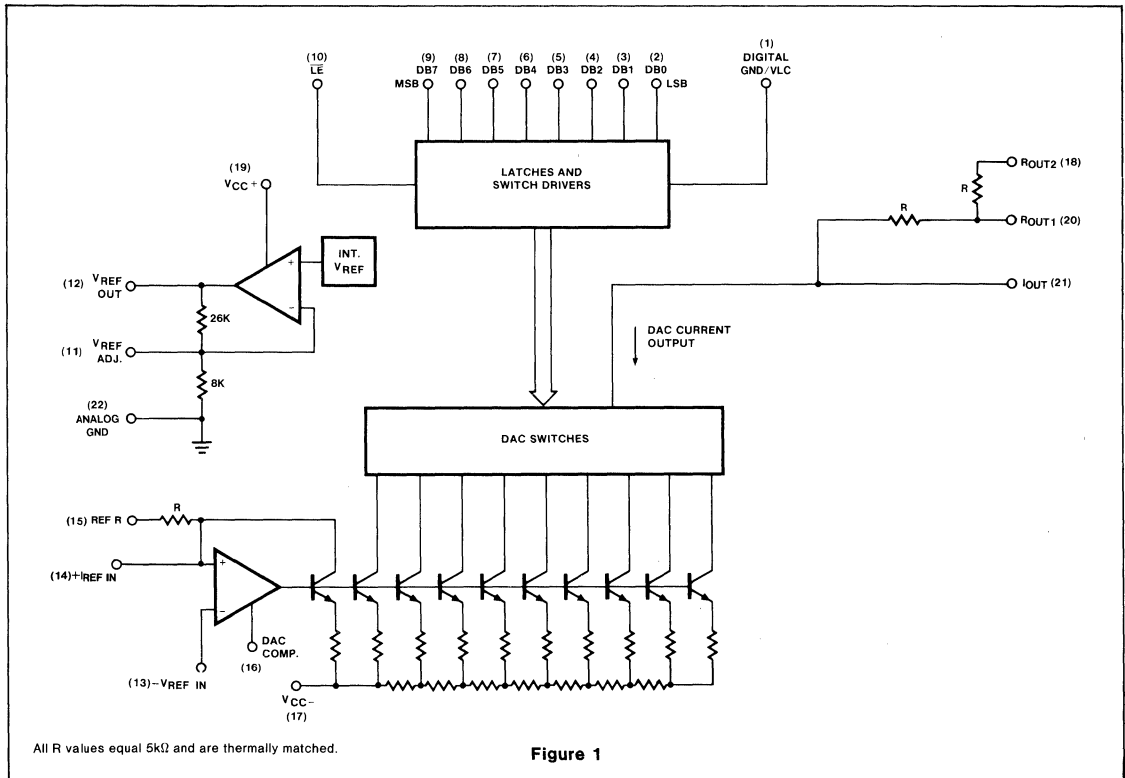 (10)
LE
(9)
DB7
(8)
DB6
(7)
DB5
(6)
DB4
(5)
DB3
(4)
DB2
(3)
DB1
(2)
DB0
MSB
LSB
(1)
DIGITAL
GND/VLC
LATCHES AND
SWITCH DRIVERS
(19)
VCC+
INT.
VREF
+
−
(12) VREF
OUT
26K
(11) VREF
ADJ.
8K
(22)
ANALOG
GND
R
ROUT2 (18)
R
ROUT1 (20)
IOUT (21)
DAC CURRENT
OUTPUT
DAC SWITCHES
(15) REF R
R
(14)+IREF IN
+
−
DAC
COMP.
(16)
(13)−VREF IN
VCC−
(17)
All R values equal 5kΩ and are thermally matched.
Figure 1